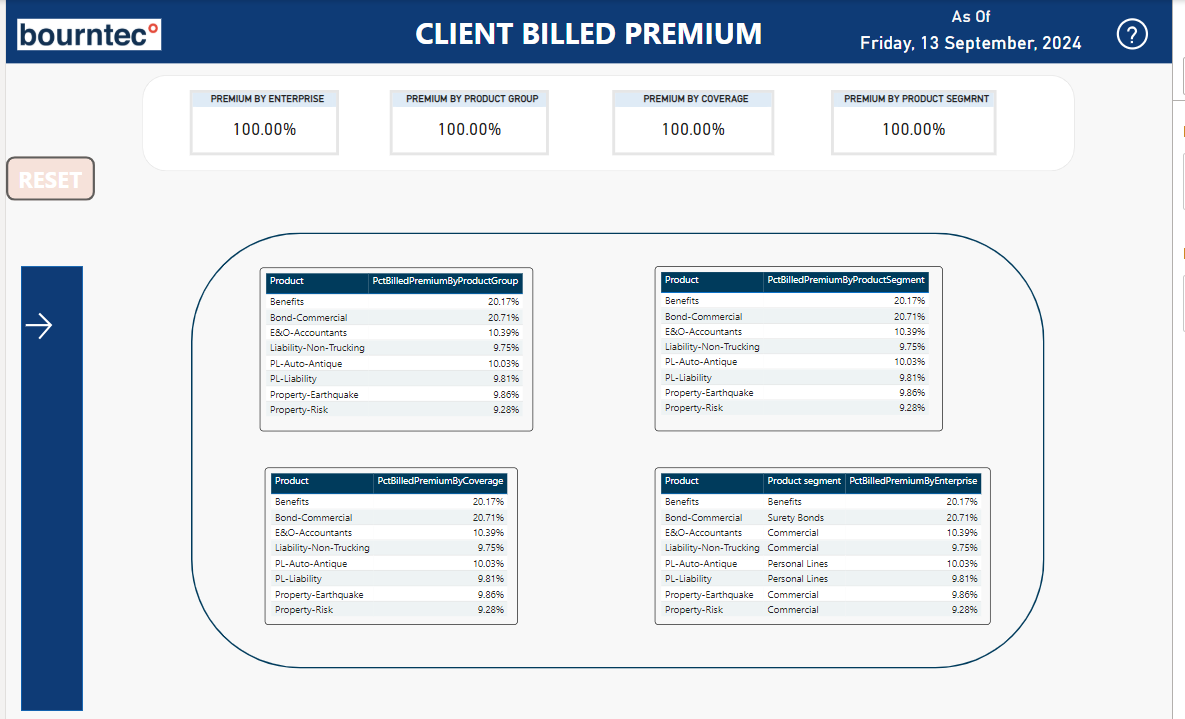 bourntec
CLIENT BILLED PREMIUM
As Of
Friday, 13 September, 2024
?
PREMIUM BY ENTERPRISE
100.00%
PREMIUM BY PRODUCT GROUP
100.00%
PREMIUM BY COVERAGE
100.00%
PREMIUM BY PRODUCT SEGMRNT
100.00%
RESET
Product PctBilledPremiumByProductGroup
Benefits 20.17%
Bond-Commercial 20.71%
E&O-Accountants 10.39%
Liability-Non-Trucking 9.75%
PL-Auto-Antique 10.03%
PL-Liability 9.81%
Property-Earthquake 9.86%
Property-Risk 9.28%
Product PctBilledPremiumByProductSegment
Benefits 20.17%
Bond-Commercial 20.71%
E&O-Accountants 10.39%
Liability-Non-Trucking 9.75%
PL-Auto-Antique 10.03%
PL-Liability 9.81%
Property-Earthquake 9.86%
Property-Risk 9.28%
Product PctBilledPremiumByCoverage
Benefits 20.17%
Bond-Commercial 20.71%
E&O-Accountants 10.39%
Liability-Non-Trucking 9.75%
PL-Auto-Antique 10.03%
PL-Liability 9.81%
Property-Earthquake 9.86%
Property-Risk 9.28%
Product Product segment PctBilledPremiumByEnterprise
Benefits Benefits 20.17%
Bond-Commercial Surety Bonds 20.71%
E&O-Accountants Commercial 10.39%
Liability-Non-Trucking Commercial 9.75%
PL-Auto-Antique Personal Lines 10.03%
PL-Liability Personal Lines 9.81%
Property-Earthquake Commercial 9.86%
Property-Risk Commercial 9.28%